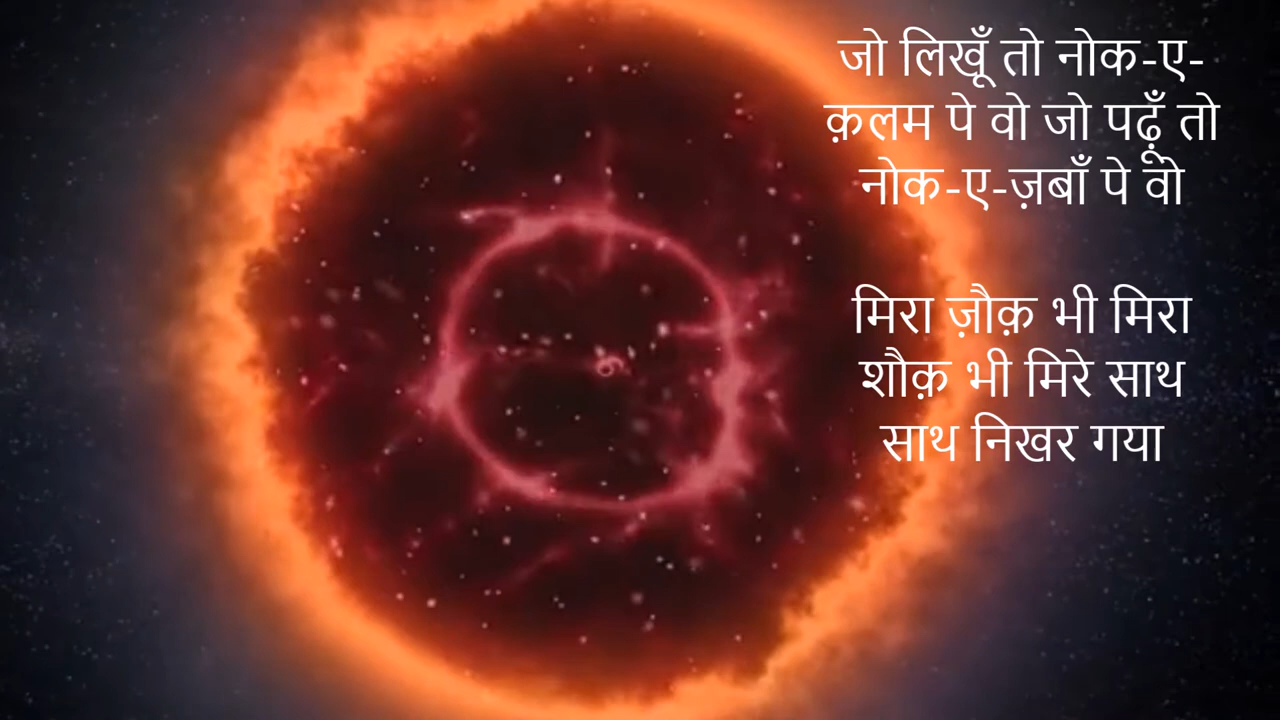 जो लिखूँ तो नोक-ए-
क़लम पे वो जो पढ़ूँ तो
नोक-ए-ज़बाँ पे वो
मिरा ज़ौक़ भी मिरा
शौक़ भी मिरे साथ
साथ निखर गया